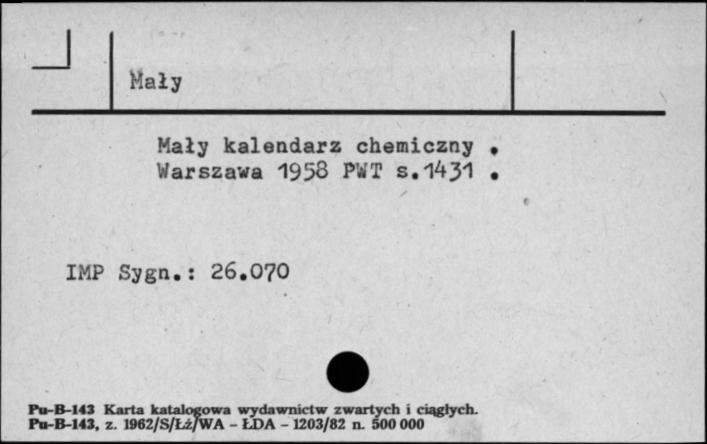 Mały
Mały kalendarz chemiczny .
Warszawa 1958 PWT s.1431 .
IMP Sygn.: 26.070
Pu-B-143 Karta katalogowa wydawnictw zwartych i ciągłych.
Pu-B-143, z. 1962/S/Łż/WA - ŁDA - 1203/82 n. 500 000